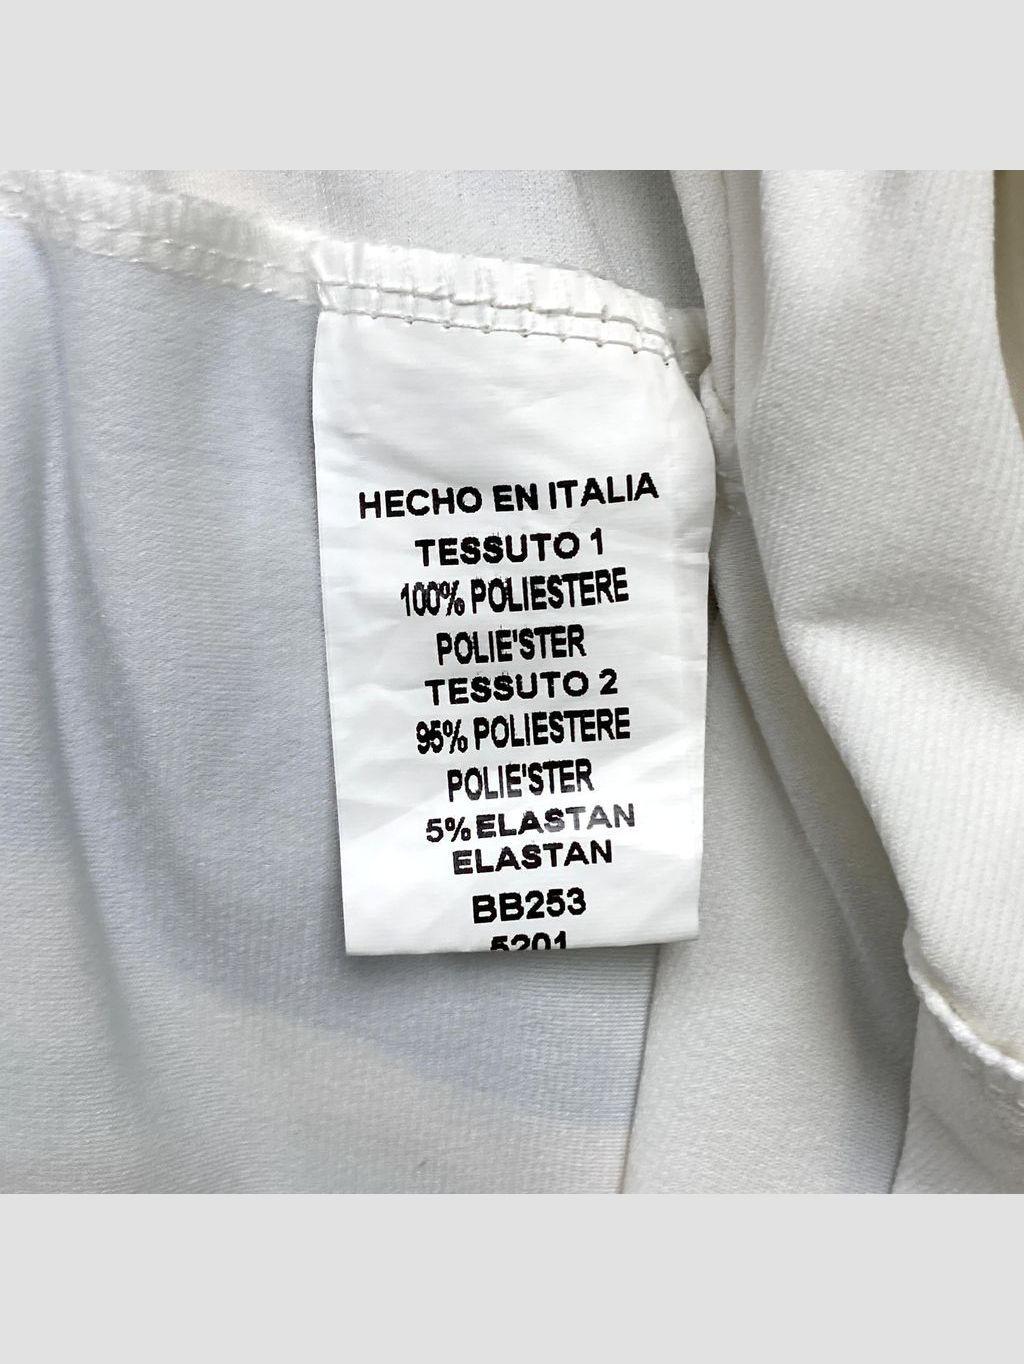 HECHO EN ITALIA
TESSUTO 1
100% POLIESTERE
POLIE'STER
TESSUTO 2
95% POLIESTERE
POLIE'STER
5% ELASTAN
ELASTAN
BB253
5201